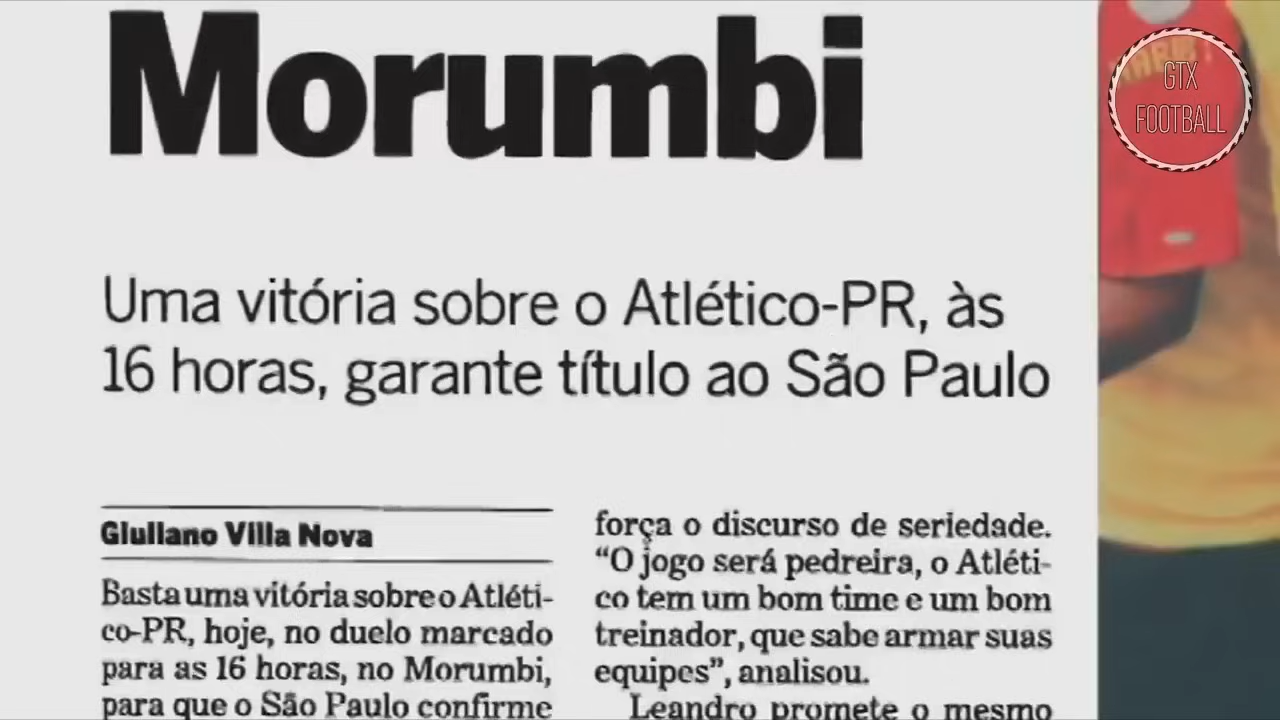 Morumbi
GTX
FOOTBALL
Uma vitória sobre o Atlético-PR, às
16 horas, garante título ao São Paulo
Giuliano Villa Nova
Basta uma vitória sobre o Atléti-
co-PR, hoje, no duelo marcado
para as 16 horas, no Morumbi,
para que o São Paulo confirme
força o discurso de seriedade.
“O jogo será pedreira, o Atléti-
co tem um bom time e um bom
treinador, que sabe armar suas
equipes”, analisou.
Leandro promete o mesmo